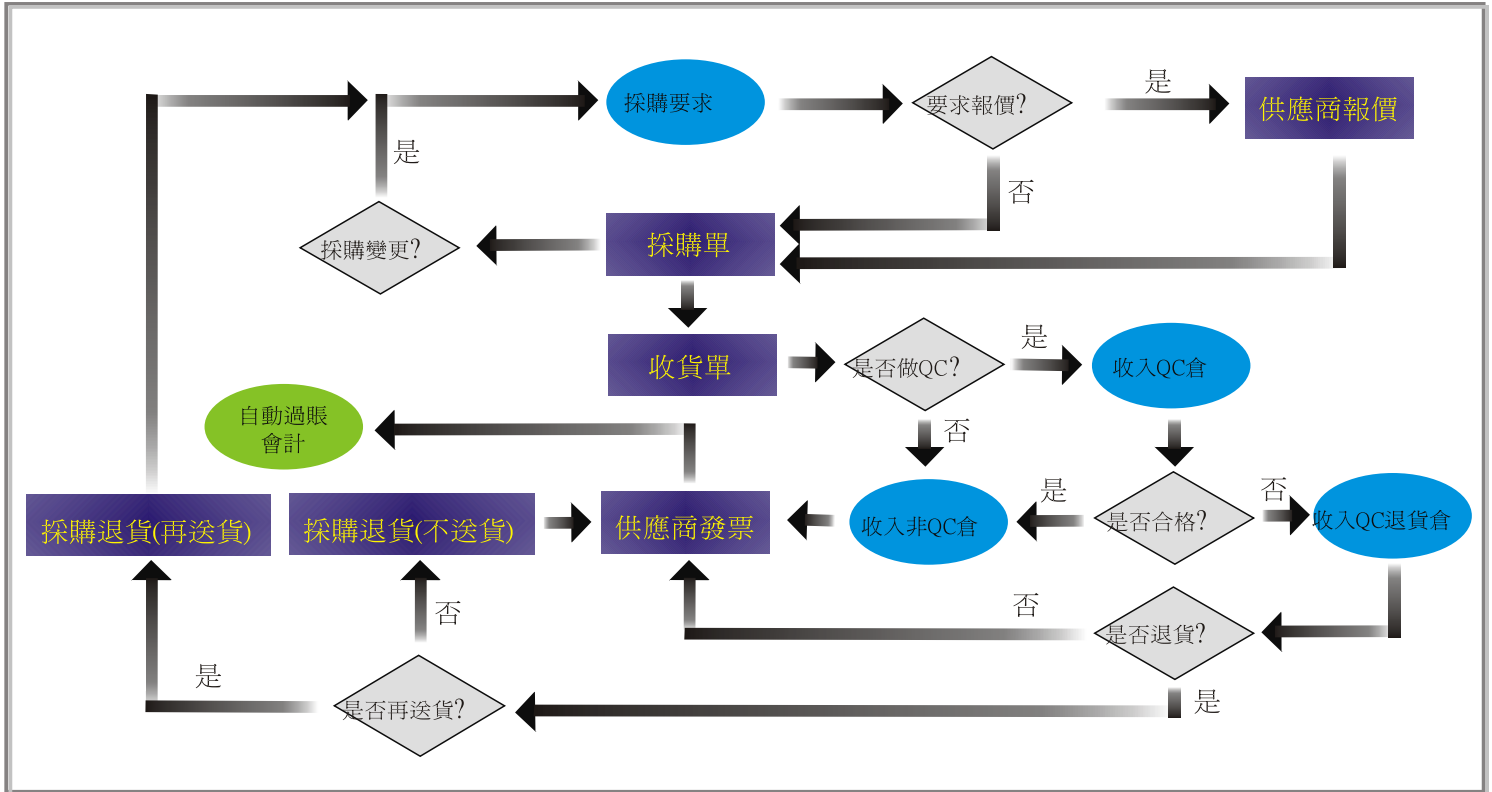 採購要求
要求報價?
是
供應商報價
是
否
採購變更?
採購單
收貨單
是否做QC?
是
收入QC倉
自動過賬
會計
否
是
否
採購退貨(再送貨)
採購退貨(不送貨)
供應商發票
收入非QC倉
是否合格?
收入QC退貨倉
否
否
是否退貨?
是
是否再送貨?
是